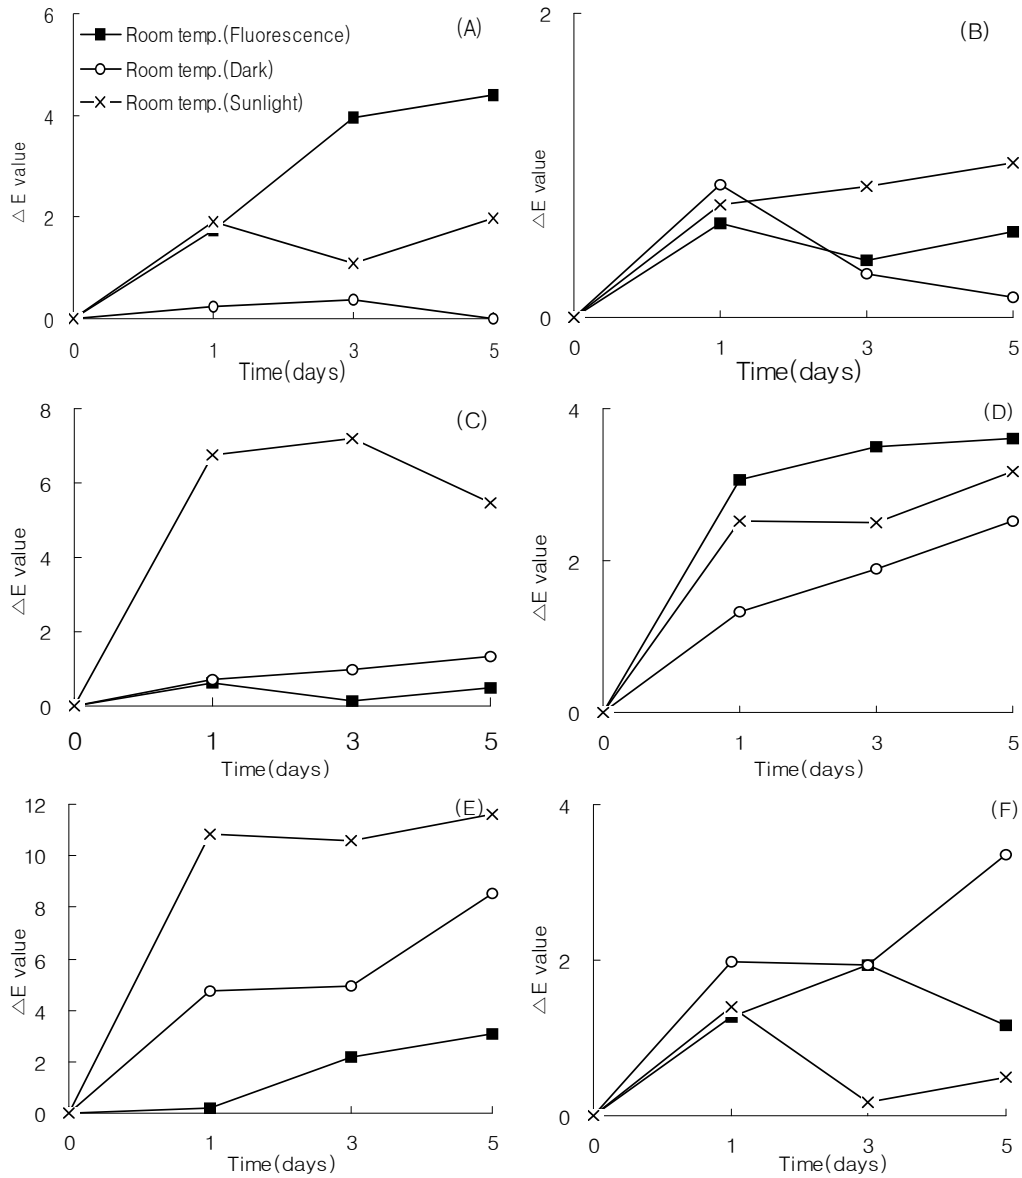 6
4
2
0
△E value
Room temp.(Fluorescence)
Room temp.(Dark)
Room temp.(Sunlight)
(A)
0 1 3 5
Time(days)
2
0
△E value
(B)
0 1 3 5
Time(days)
8
6
4
2
0
△E value
(C)
0 1 3 5
Time(days)
4
2
0
△E value
(D)
0 1 3 5
Time(days)
12
10
8
6
4
2
0
△E value
(E)
0 1 3 5
Time(days)
4
2
0
△E value
(F)
0 1 3 5
Time(days)